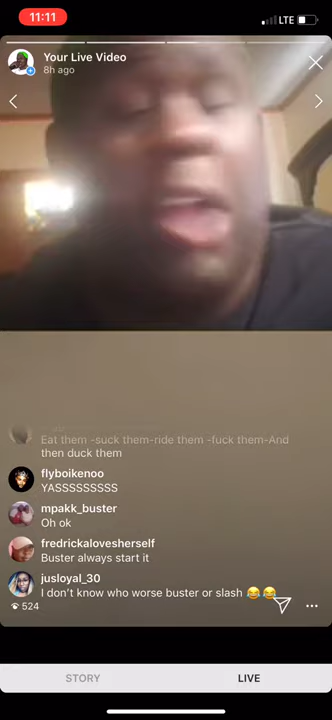 11:11
LTE
Your Live Video
8h ago
Eat them -suck them-ride them -fuck them-And
then duck them
flyboikenoo
YASSSSSSSSS
mpakk_buster
Oh ok
fredrickalovesherself
Buster always start it
jusloyal_30
I don't know who worse buster or slash 😂😂
524
STORY
LIVE